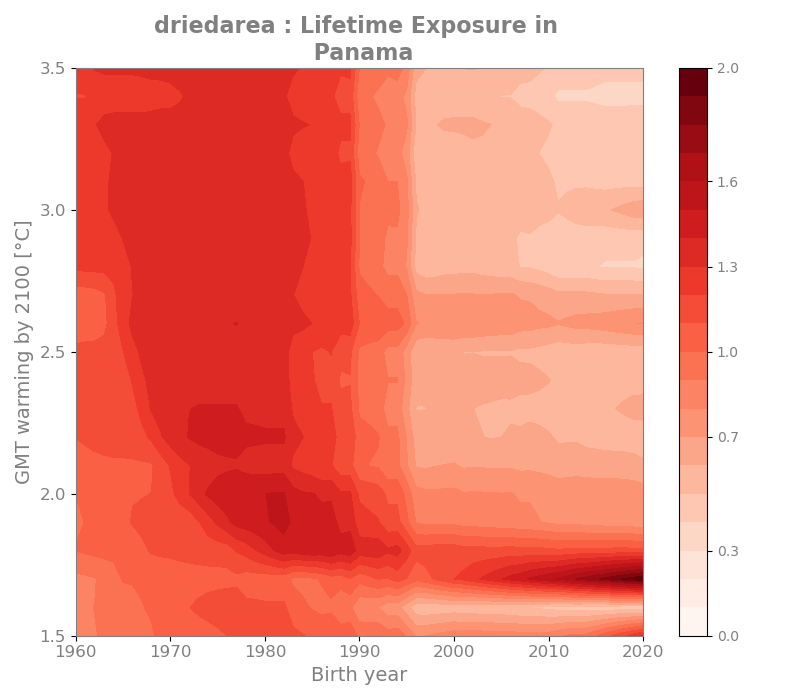 driedarea : Lifetime Exposure in
Panama
3.5
3.0
2.5
2.0
1.5
GMT warming by 2100 [°C]
1960 1970 1980 1990 2000 2010 2020
Birth year
2.0
1.6
1.3
1.0
0.7
0.3
0.0